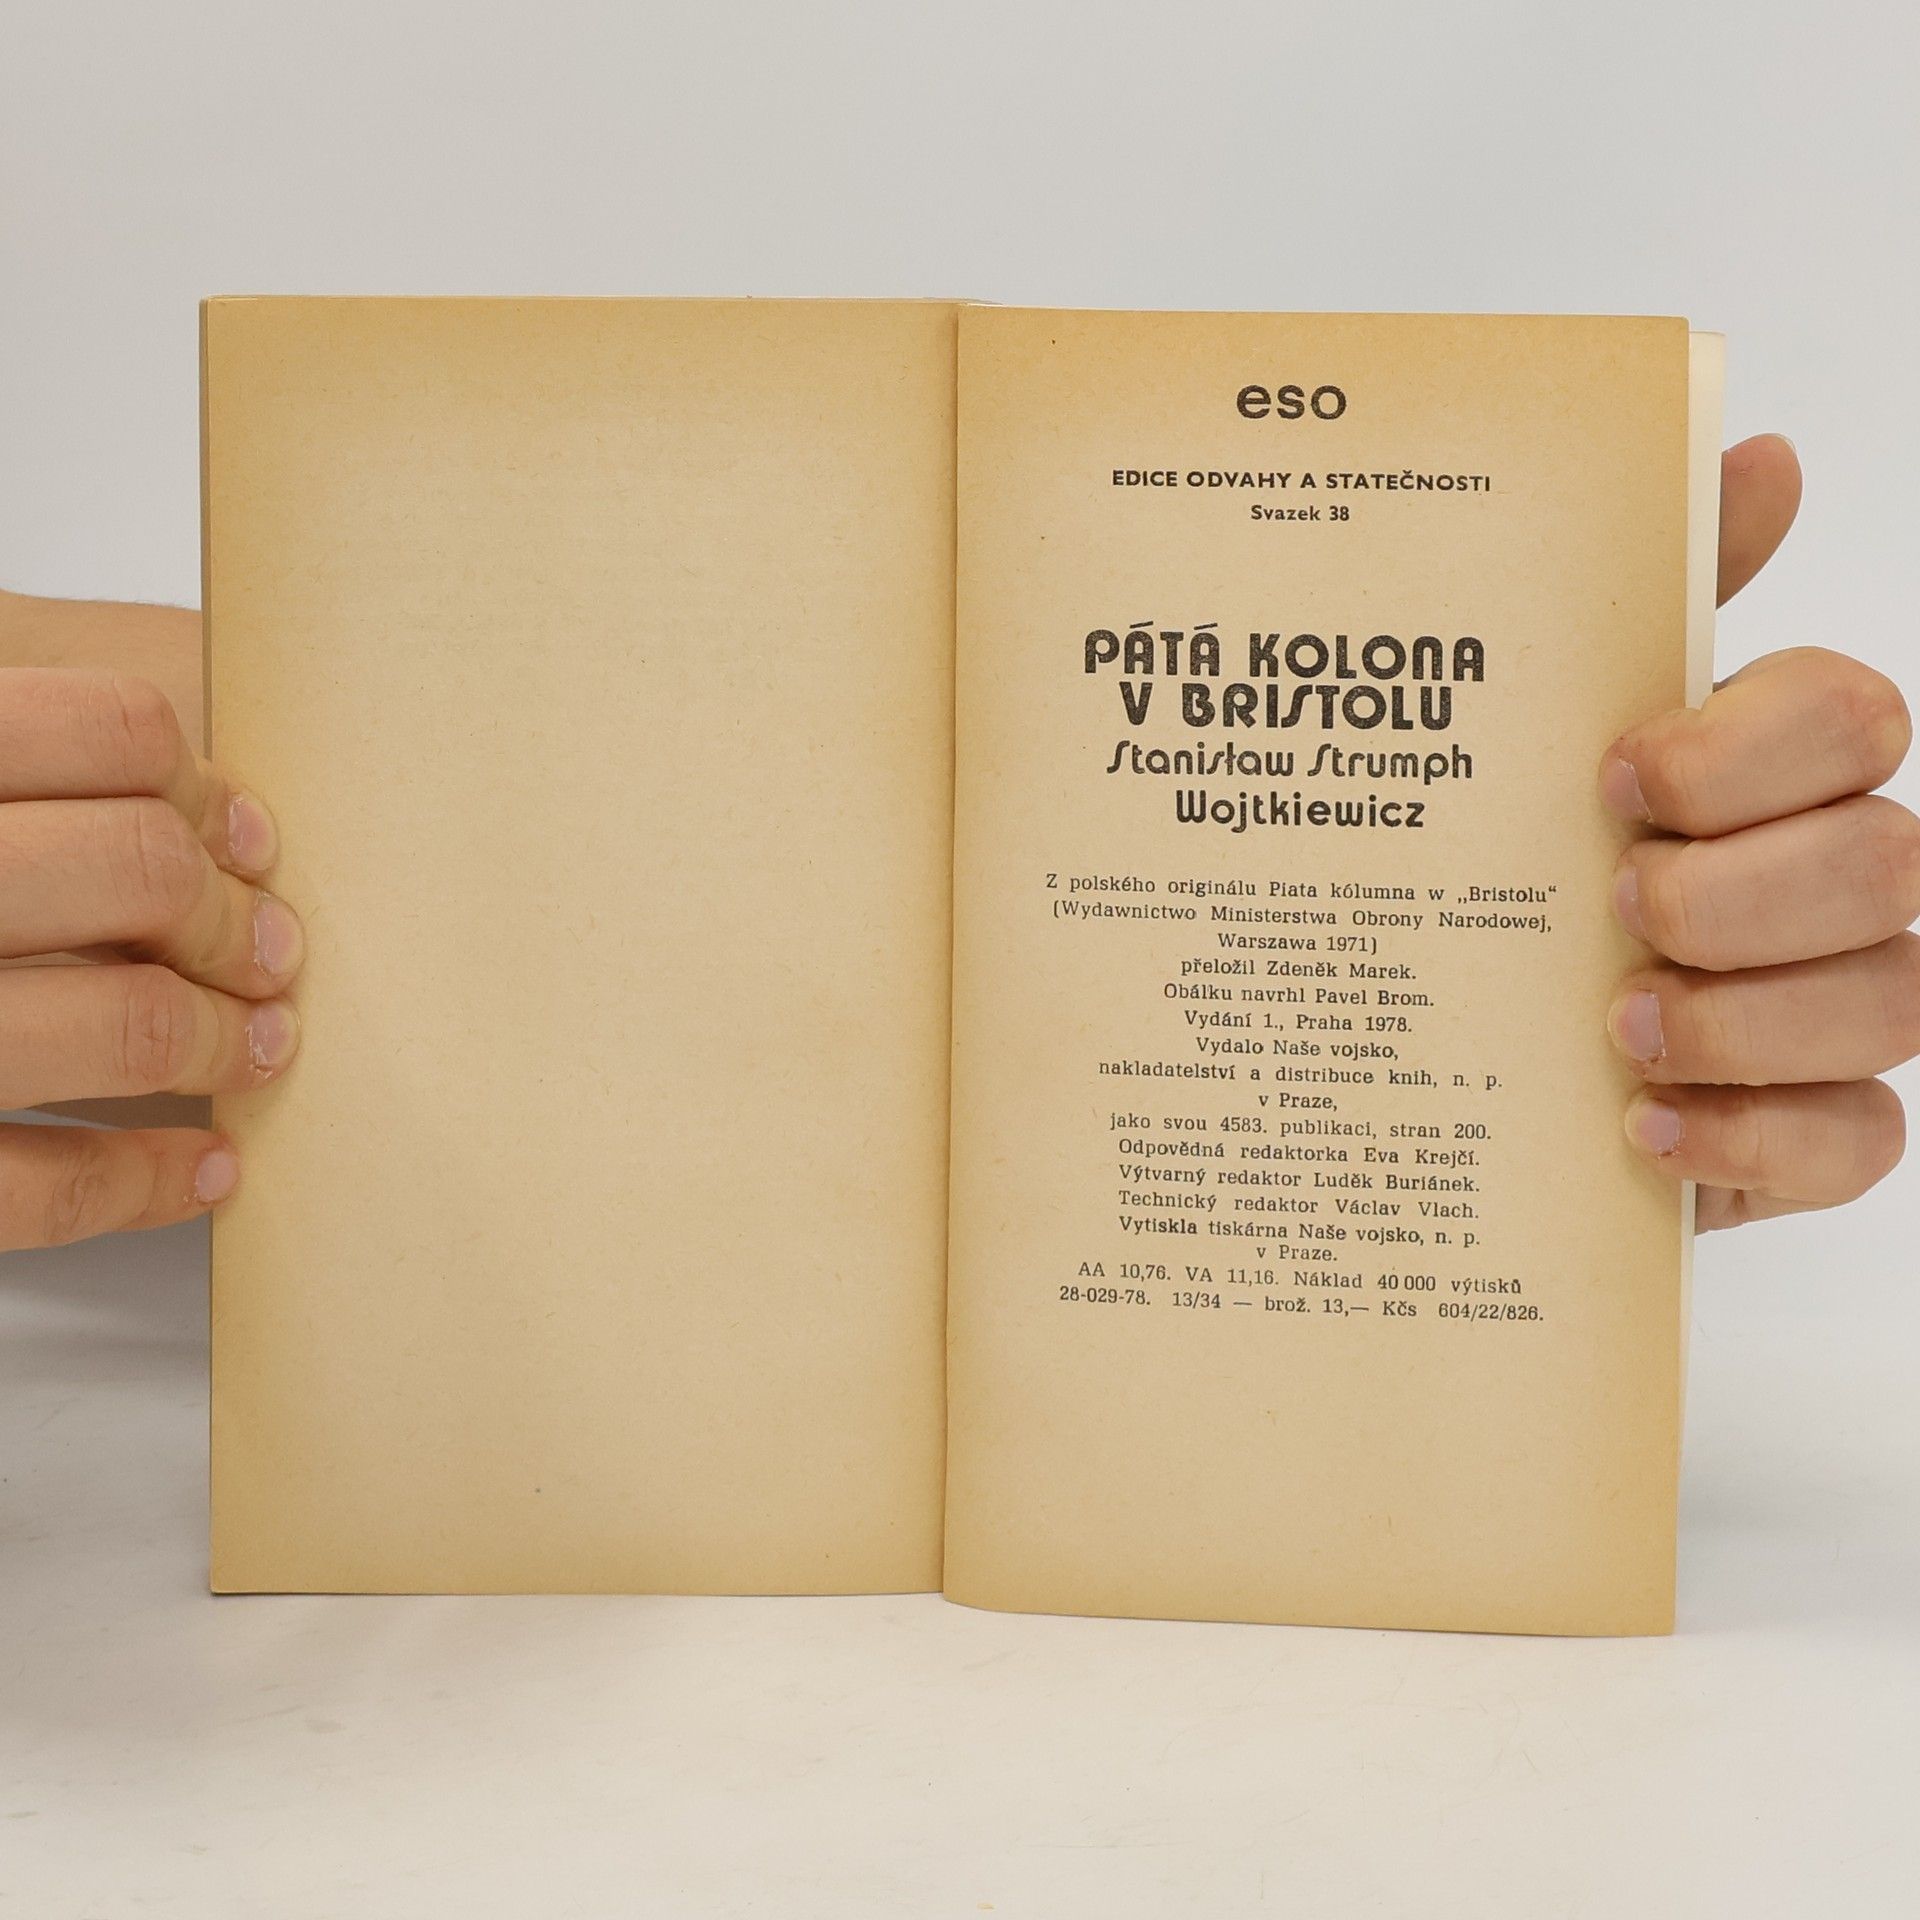 eso
EDICE ODVAHY A STATEČNOSTI
Svazek 38
PÁTÁ KOLONA
V BRISTOLU
Stanisław Strumph
Wojtkiewicz
Z polského originálu Piata kólumna w „Bristolu“
(Wydawnictwo Ministerstwa Obrony Narodowej,
Warszawa 1971)
přeložil Zdeněk Marek.
Obálku navrhl Pavel Brom.
Vydání 1., Praha 1978.
Vydalo Naše vojsko,
nakladatelství a distribuce knih, n. p.
v Praze,
jako svou 4583. publikaci, stran 200.
Odpovědná redaktorka Eva Krejčí.
Výtvarný redaktor Luděk Buriánek.
Technický redaktor Václav Vlach.
Vytiskla tiskárna Naše vojsko, n. p.
v Praze.
AA 10,76. VA 11,16. Náklad 40 000 výtisků
28-029-78. 13/34 — brož. 13,— Kčs 604/22/826.